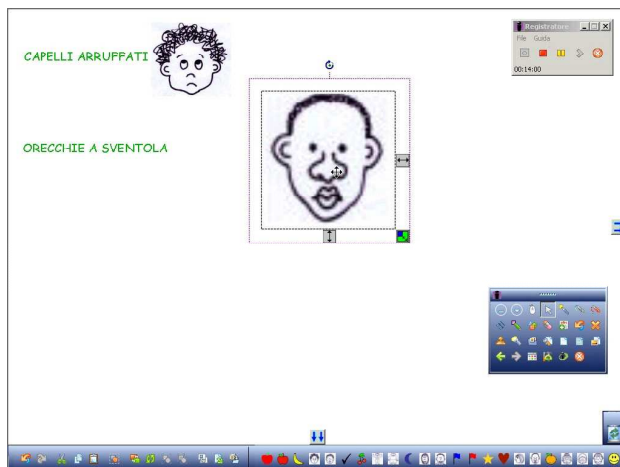 CAPELLI ARRUFFATI
Registratore
File Guida
00:14:00
ORECCHIE A SVENTOLA